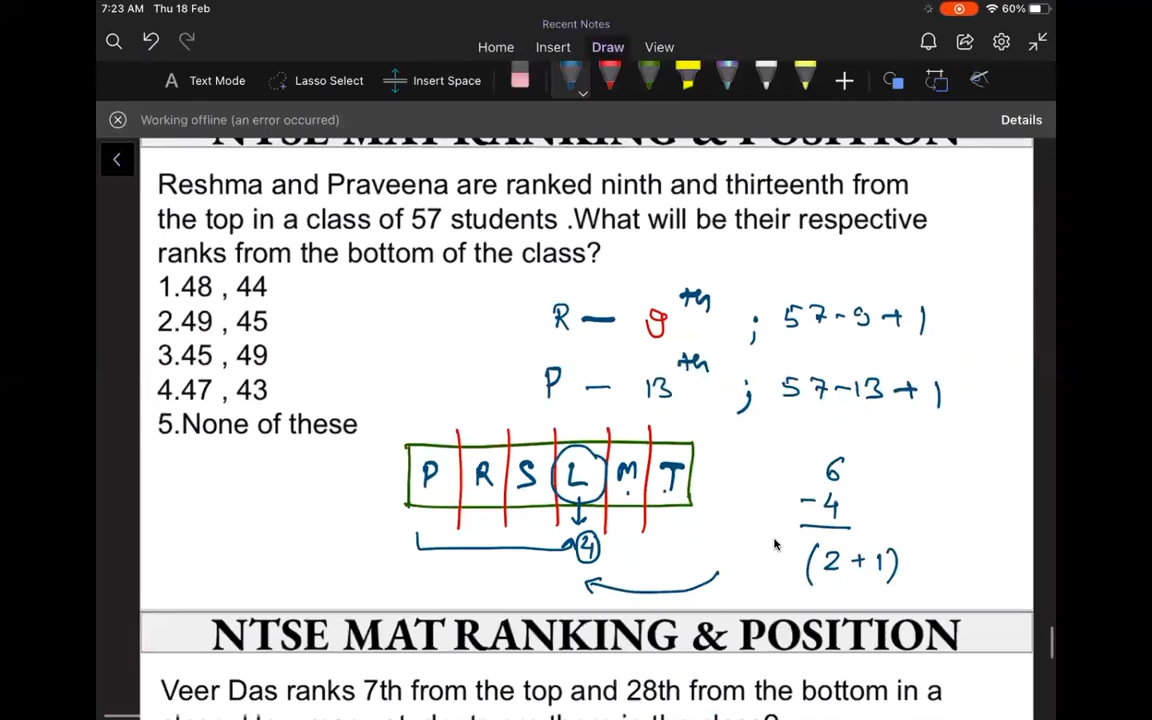 7:23 AM Thu 18 Feb
60%
Recent Notes
Home Insert Draw View
Text Mode Lasso Select Insert Space
Working offline (an error occurred) Details
NTSE MAT RANKING & POSITION
Reshma and Praveena are ranked ninth and thirteenth from
the top in a class of 57 students .What will be their respective
ranks from the bottom of the class?
1.48 , 44
2.49 , 45
3.45 , 49
4.47 , 43
5.None of these
R - 9th ; 57-9+1
P - 13th ; 57-13+1
P R S L M T
4
6
-4
(2+1)
NTSE MAT RANKING & POSITION
Veer Das ranks 7th from the top and 28th from the bottom in a